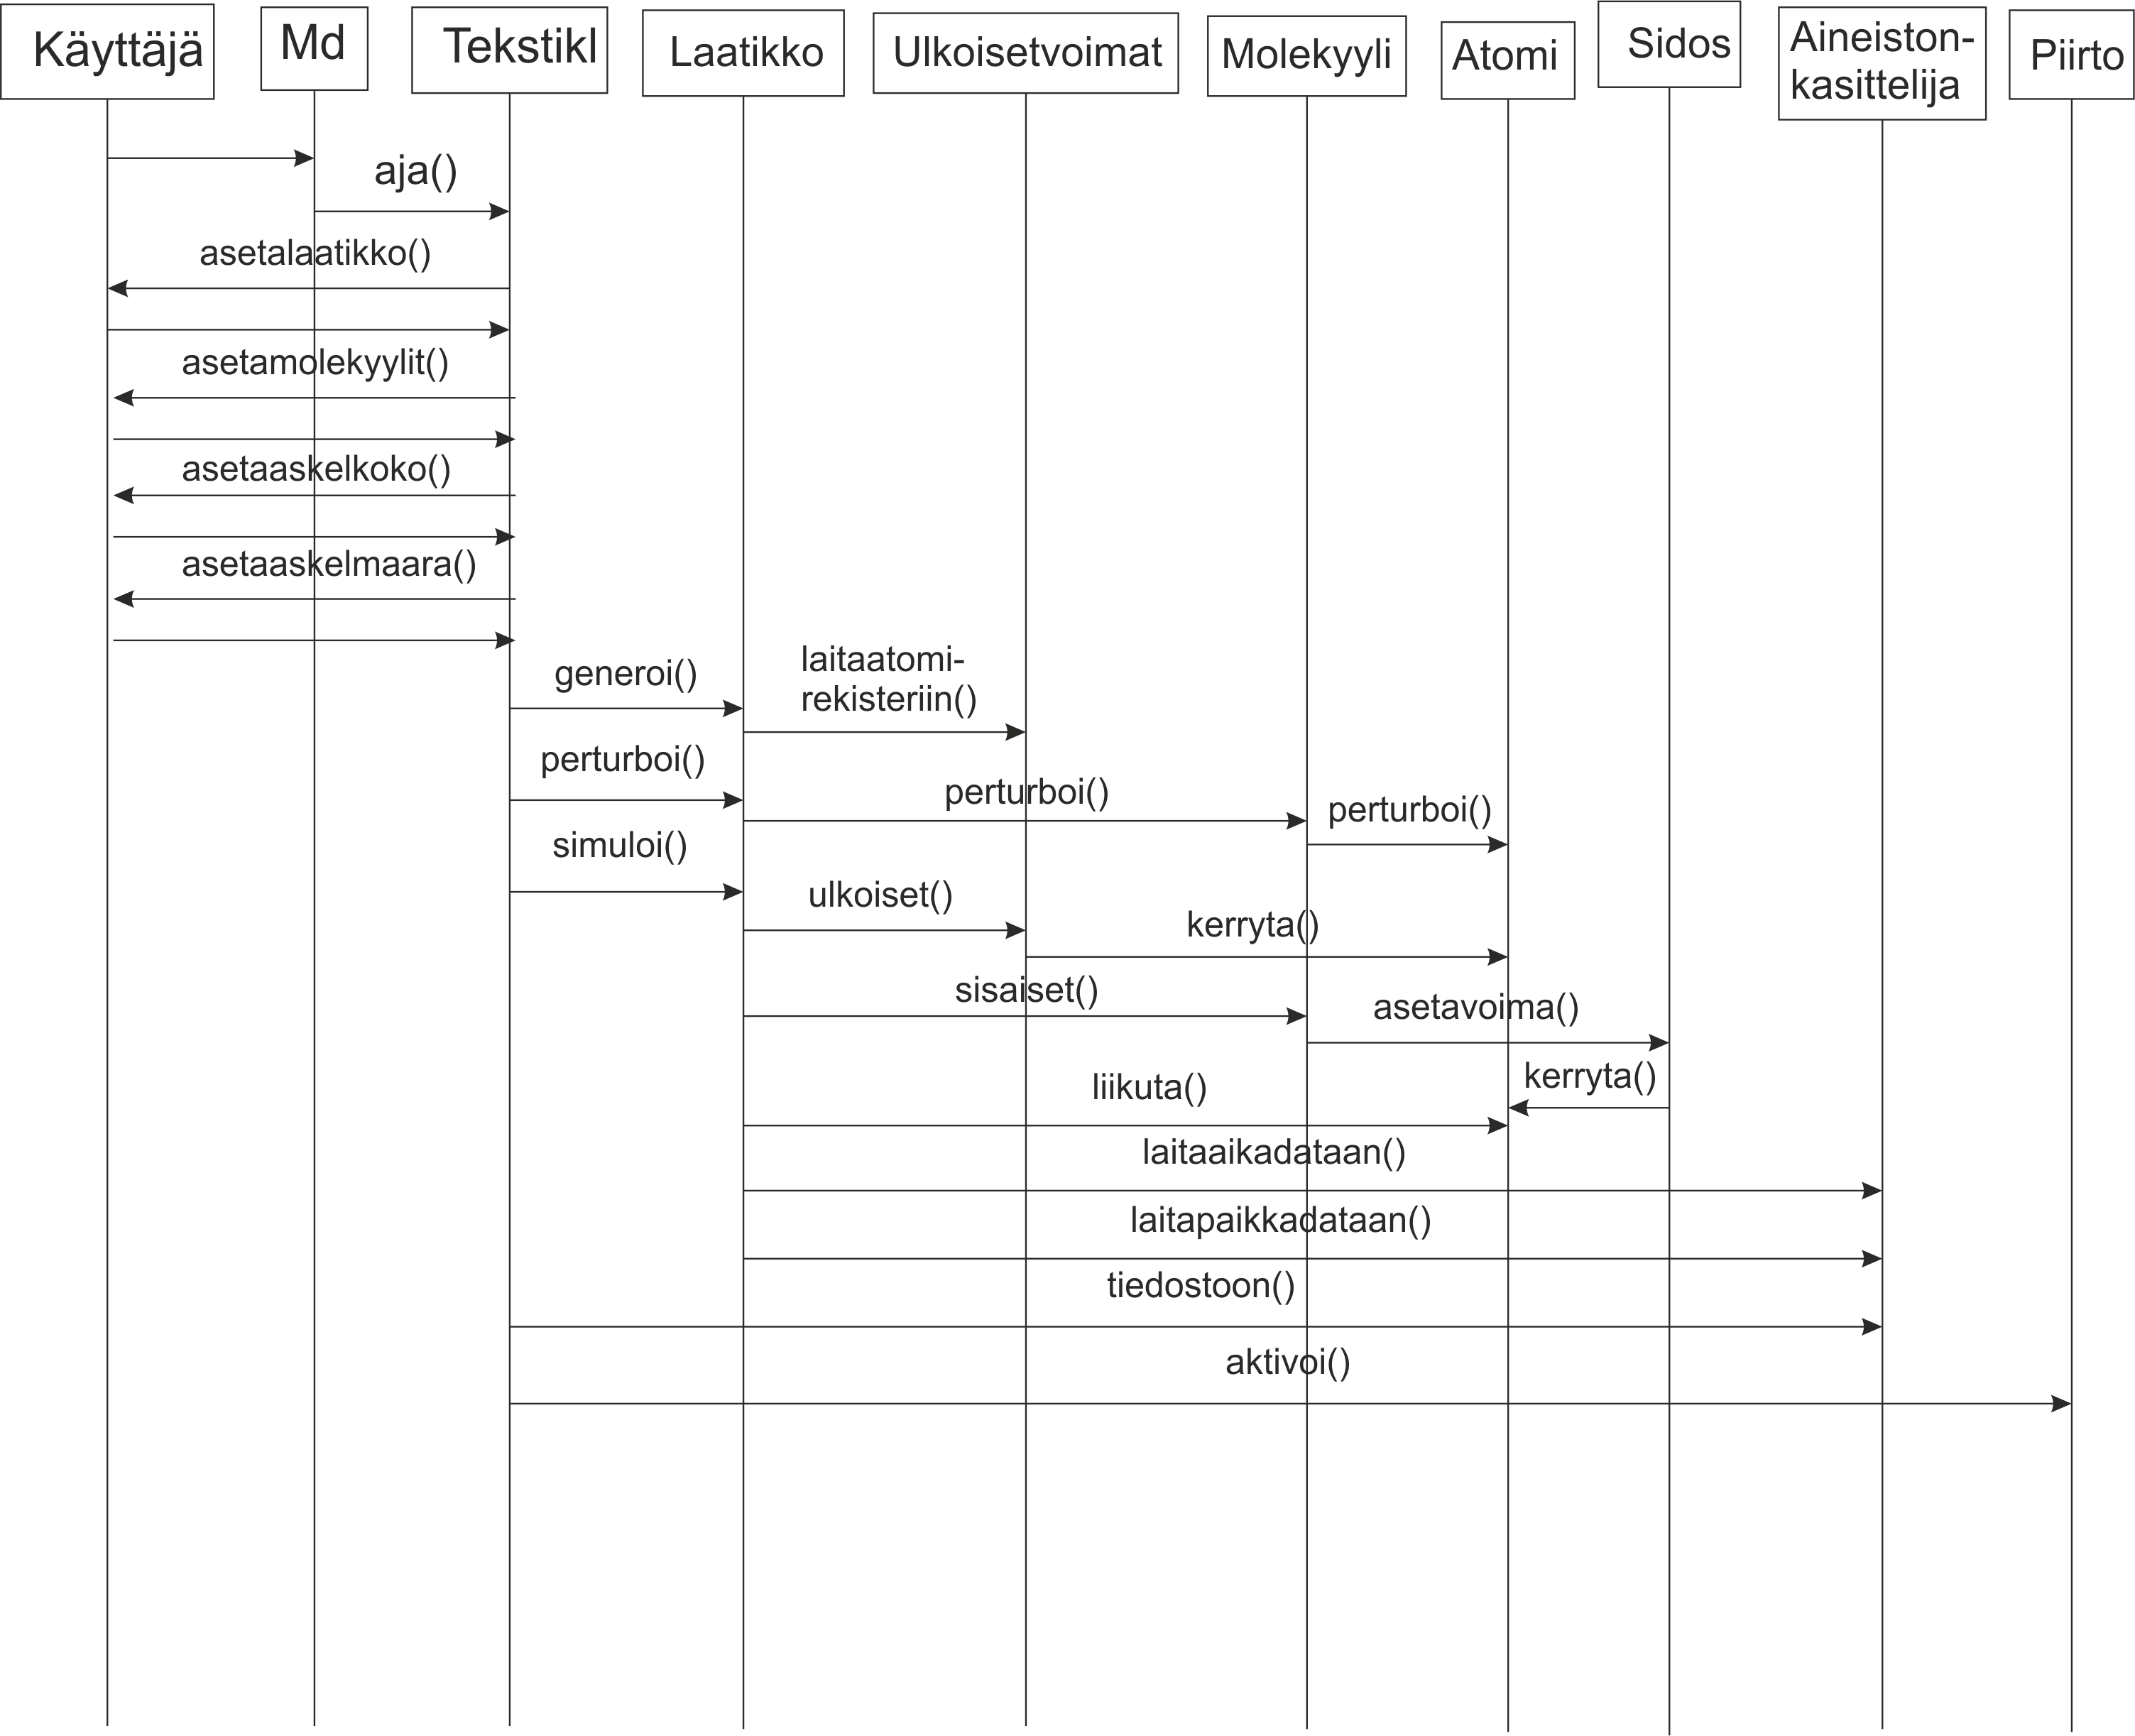 Käyttäjä
Md
Tekstikl
Laatikko
Ulkoisetvoimat
Molekyyli
Atomi
Sidos
Aineiston-
kasittelija
Piirto
aja()
asetalaatikko()
asetamolekyylit()
asetaaskelkoko()
asetaaskelmaara()
generoi()
laitaatomi-
rekisteriin()
perturboi()
perturboi()
perturboi()
simuloi()
ulkoiset()
kerryta()
sisaiset()
asetavoima()
kerryta()
liikuta()
laitaaikadataan()
laitapaikkadataan()
tiedostoon()
aktivoi()